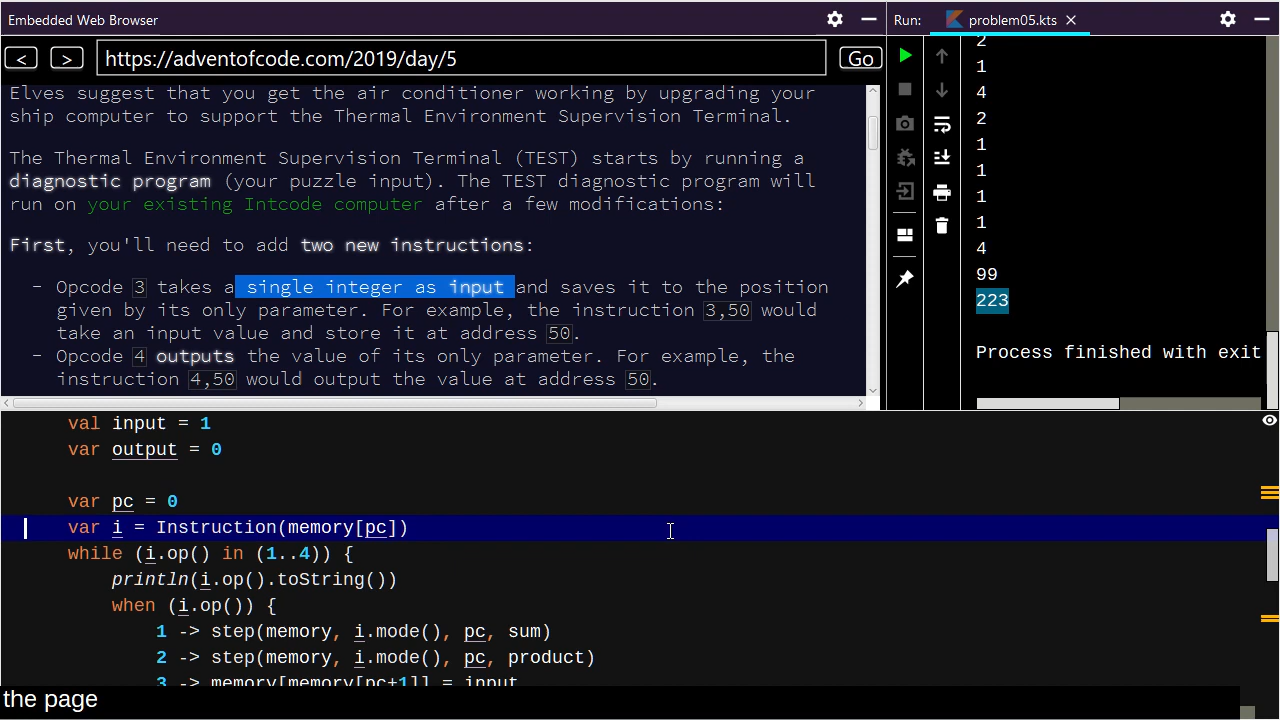 Embedded Web Browser
Run: problem05.kts
< > https://adventofcode.com/2019/day/5 Go
Elves suggest that you get the air conditioner working by upgrading your
ship computer to support the Thermal Environment Supervision Terminal.
The Thermal Environment Supervision Terminal (TEST) starts by running a
diagnostic program (your puzzle input). The TEST diagnostic program will
run on your existing Intcode computer after a few modifications:
First, you'll need to add two new instructions:
- Opcode 3 takes a single integer as input and saves it to the position
given by its only parameter. For example, the instruction 3,50 would
take an input value and store it at address 50.
- Opcode 4 outputs the value of its only parameter. For example, the
instruction 4,50 would output the value at address 50.
2
1
4
2
1
1
1
1
4
99
223
Process finished with exit
val input = 1
var output = 0
var pc = 0
var i = Instruction(memory[pc])
while (i.op() in (1..4)) {
println(i.op().toString())
when (i.op()) {
1 -> step(memory, i.mode(), pc, sum)
2 -> step(memory, i.mode(), pc, product)
3 -> memory[memory[pc+1]] = input
the page